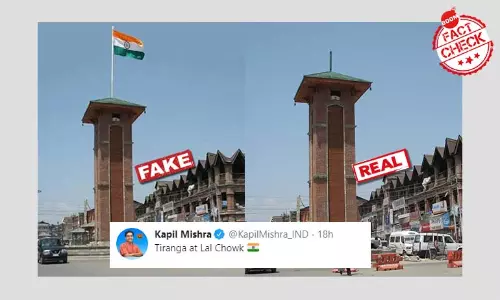 BOOM
FACT
CHECK
FAKE
REAL
Kapil Mishra @KapilMishra_IND · 18h
Tiranga at Lal Chowk 🇮🇳